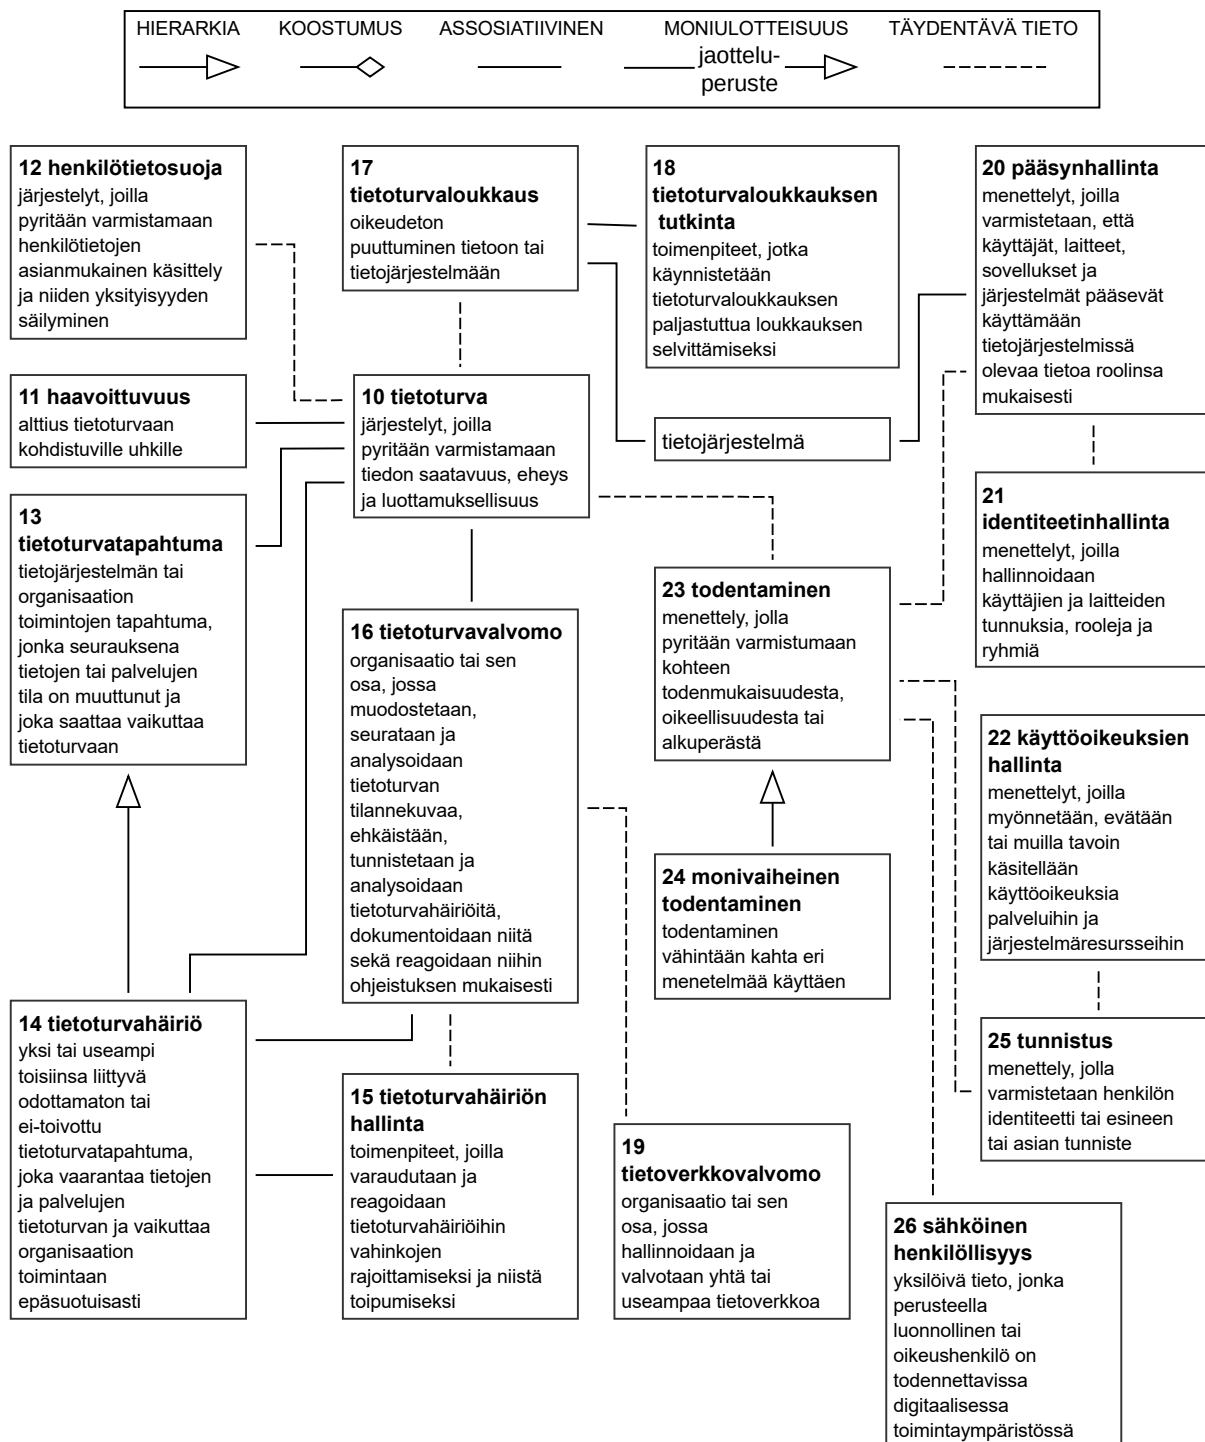 HIERARKIA
KOOSTUMUS
ASSOSIATIIVINEN
MONIULOTTEISUUS
TÄYDENTÄVÄ TIETO
jaottelu-
peruste
12 henkilötietosuoja
järjestelyt, joilla
pyritään varmistamaan
henkilötietojen
asianmukainen käsittely
ja niiden yksityisyyden
säilyminen
17
tietoturvaloukkaus
oikeudeton
puuttuminen tietoon tai
tietojärjestelmään
18
tietoturvaloukkauksen
tutkinta
toimenpiteet, jotka
käynnistetään
tietoturvaloukkauksen
paljastuttua loukkauksen
selvittämiseksi
20 pääsynhallinta
menettelyt, joilla
varmistetaan, että
käyttäjät, laitteet,
sovellukset ja
järjestelmät pääsevät
käyttämään
tietojärjestelmissä
olevaa tietoa roolinsa
mukaisesti
11 haavoittuvuus
alttius tietoturvaan
kohdistuville uhkille
10 tietoturva
järjestelyt, joilla
pyritään varmistamaan
tiedon saatavuus, eheys
ja luottamuksellisuus
tietojärjestelmä
13
tietoturvatapahtuma
tietojärjestelmän tai
organisaation
toimintojen tapahtuma,
jonka seurauksena
tietojen tai palvelujen
tila on muuttunut ja
joka saattaa vaikuttaa
tietoturvaan
21
identiteetinhallinta
menettelyt, joilla
hallinnoidaan
käyttäjien ja laitteiden
tunnuksia, rooleja ja
ryhmiä
23 todentaminen
menettely, jolla
pyritään varmistumaan
kohteen
todenmukaisuudesta,
oikeellisuudesta tai
alkuperästä
16 tietoturvavalvomo
organisaatio tai sen
osa, jossa
muodostetaan,
seurataan ja
analysoidaan
tietoturvan
tilannekuvaa,
ehkäistään,
tunnistetaan ja
analysoidaan
tietoturvahäiriöitä,
dokumentoidaan niitä
sekä reagoidaan niihin
ohjeistuksen mukaisesti
22 käyttöoikeuksien
hallinta
menettelyt, joilla
myönnetään, evätään
tai muilla tavoin
käsitellään
käyttöoikeuksia
palveluihin ja
järjestelmäresursseihin
24 monivaiheinen
todentaminen
todentaminen
vähintään kahta eri
menetelmää käyttäen
14 tietoturvahäiriö
yksi tai useampi
toisiinsa liittyvä
odottamaton tai
ei-toivottu
tietoturvatapahtuma,
joka vaarantaa tietojen
ja palvelujen
tietoturvan ja vaikuttaa
organisaation
toimintaan
epäsuotuisasti
15 tietoturvahäiriön
hallinta
toimenpiteet, joilla
varaudutaan ja
reagoidaan
tietoturvahäiriöihin
vahinkojen
rajoittamiseksi ja niistä
toipumiseksi
25 tunnistus
menettely, jolla
varmistetaan henkilön
identiteetti tai esineen
tai asian tunniste
19
tietoverkkovalvomo
organisaatio tai sen
osa, jossa
hallinnoidaan ja
valvotaan yhtä tai
useampaa tietoverkkoa
26 sähköinen
henkilöllisyys
yksilöivä tieto, jonka
perusteella
luonnollinen tai
oikeushenkilö on
todennettavissa
digitaalisessa
toimintaympäristössä